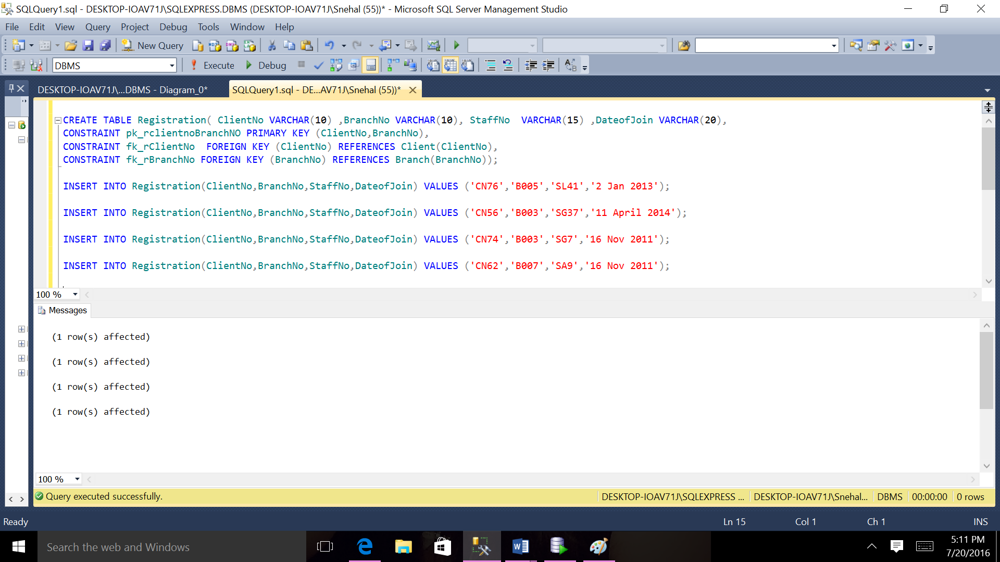 SQLQuery1.sql - DESKTOP-IOAV71J\SQLEXPRESS.DBMS (DESKTOP-IOAV71J\Snehal (55))* - Microsoft SQL Server Management Studio
File Edit View Query Project Debug Tools Window Help
New Query
DBMS Execute Debug
DESKTOP-IOAV71J\...DBMS - Diagram_0* SQLQuery1.sql - DE...AV71J\Snehal (55))*
CREATE TABLE Registration( ClientNo VARCHAR(10) ,BranchNo VARCHAR(10), StaffNo  VARCHAR(15) ,DateofJoin VARCHAR(20),
CONSTRAINT pk_rclientnoBranchNO PRIMARY KEY (ClientNo,BranchNo),
CONSTRAINT fk_rClientNo  FOREIGN KEY (ClientNo) REFERENCES Client(ClientNo),
CONSTRAINT fk_rBranchNo FOREIGN KEY (BranchNo) REFERENCES Branch(BranchNo));
INSERT INTO Registration(ClientNo,BranchNo,StaffNo,DateofJoin) VALUES ('CN76','B005','SL41','2 Jan 2013');
INSERT INTO Registration(ClientNo,BranchNo,StaffNo,DateofJoin) VALUES ('CN56','B003','SG37','11 April 2014');
INSERT INTO Registration(ClientNo,BranchNo,StaffNo,DateofJoin) VALUES ('CN74','B003','SG7','16 Nov 2011');
INSERT INTO Registration(ClientNo,BranchNo,StaffNo,DateofJoin) VALUES ('CN62','B007','SA9','16 Nov 2011');
100 %
Messages
(1 row(s) affected)
(1 row(s) affected)
(1 row(s) affected)
(1 row(s) affected)
100 %
Query executed successfully. DESKTOP-IOAV71J\SQLEXPRESS ... DESKTOP-IOAV71J\Snehal... DBMS 00:00:00 0 rows
Ready Ln 15 Col 1 Ch 1 INS
Search the web and Windows
5:11 PM
7/20/2016